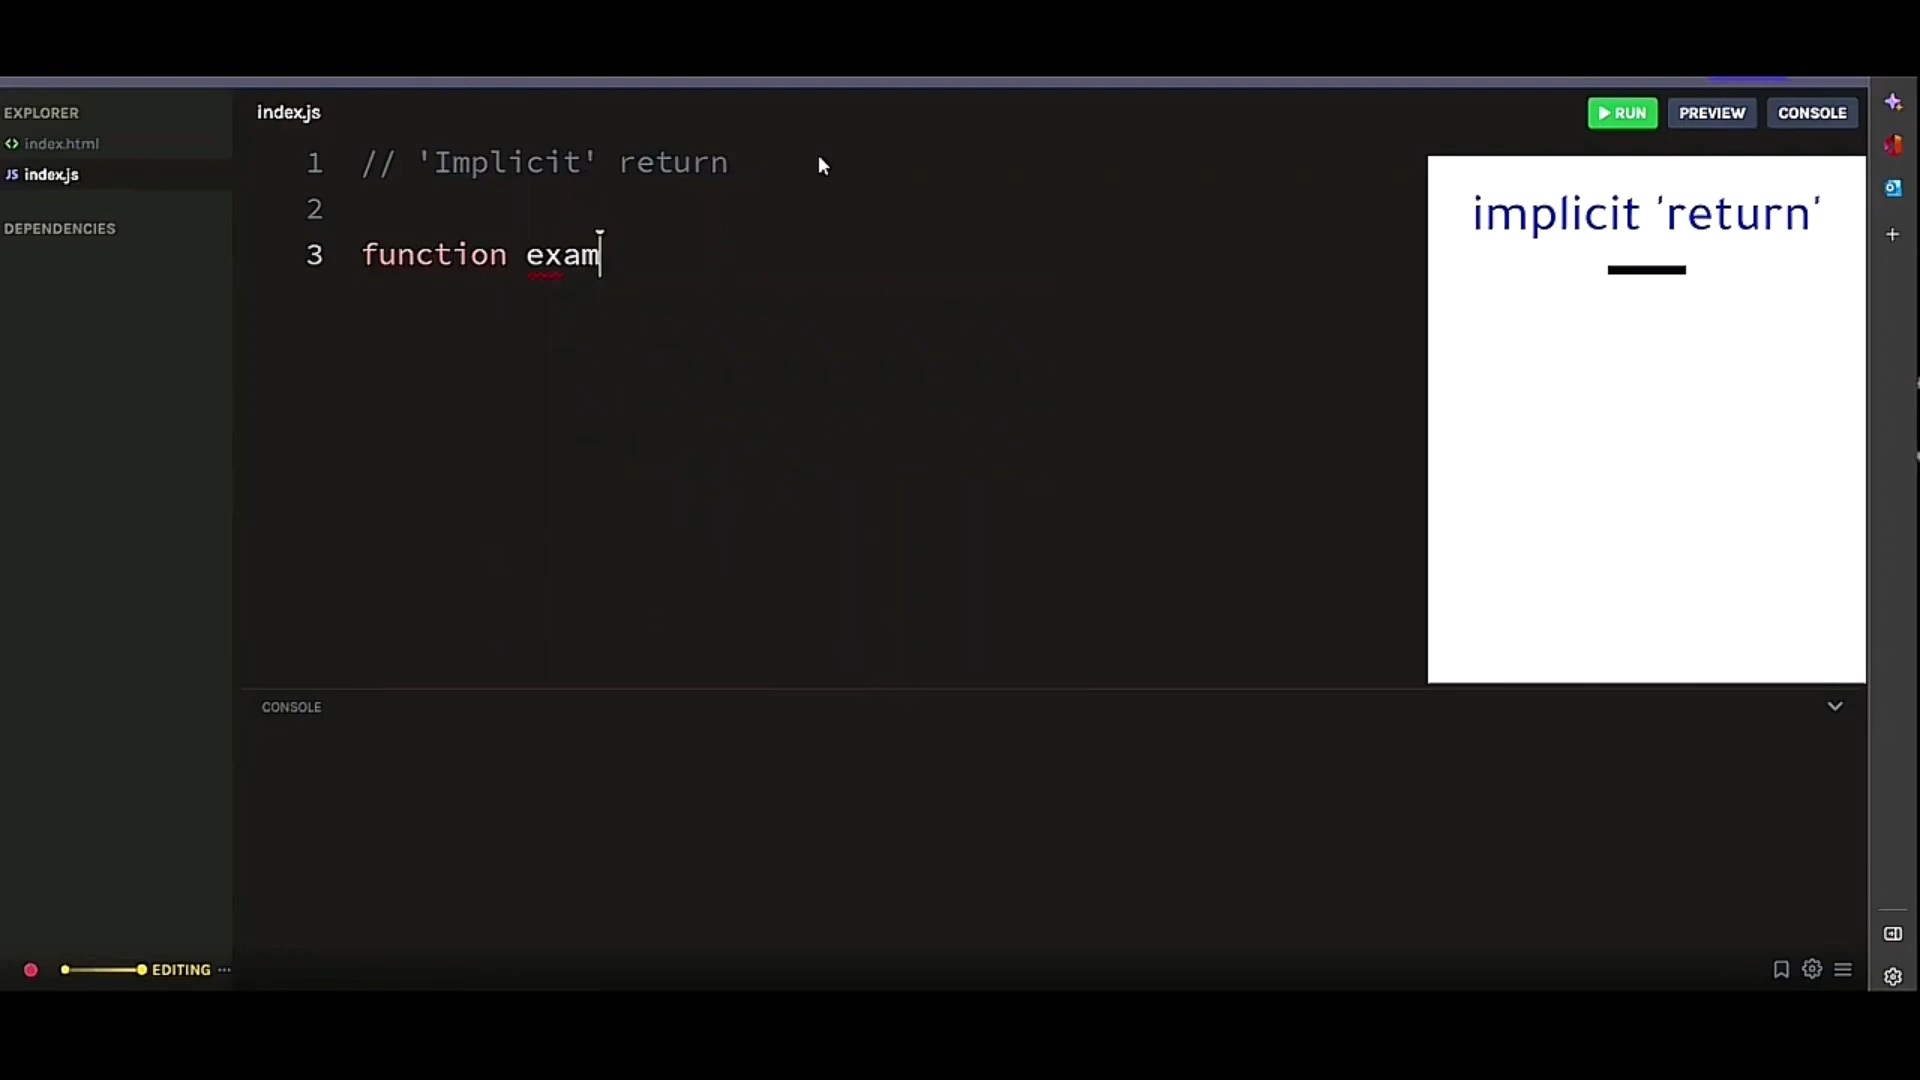 EXPLORER
index.html
JS index.js
DEPENDENCIES
index.js
RUN
PREVIEW
CONSOLE
1 // 'Implicit' return
2
3 function exam
implicit 'return'
CONSOLE
EDITING ...